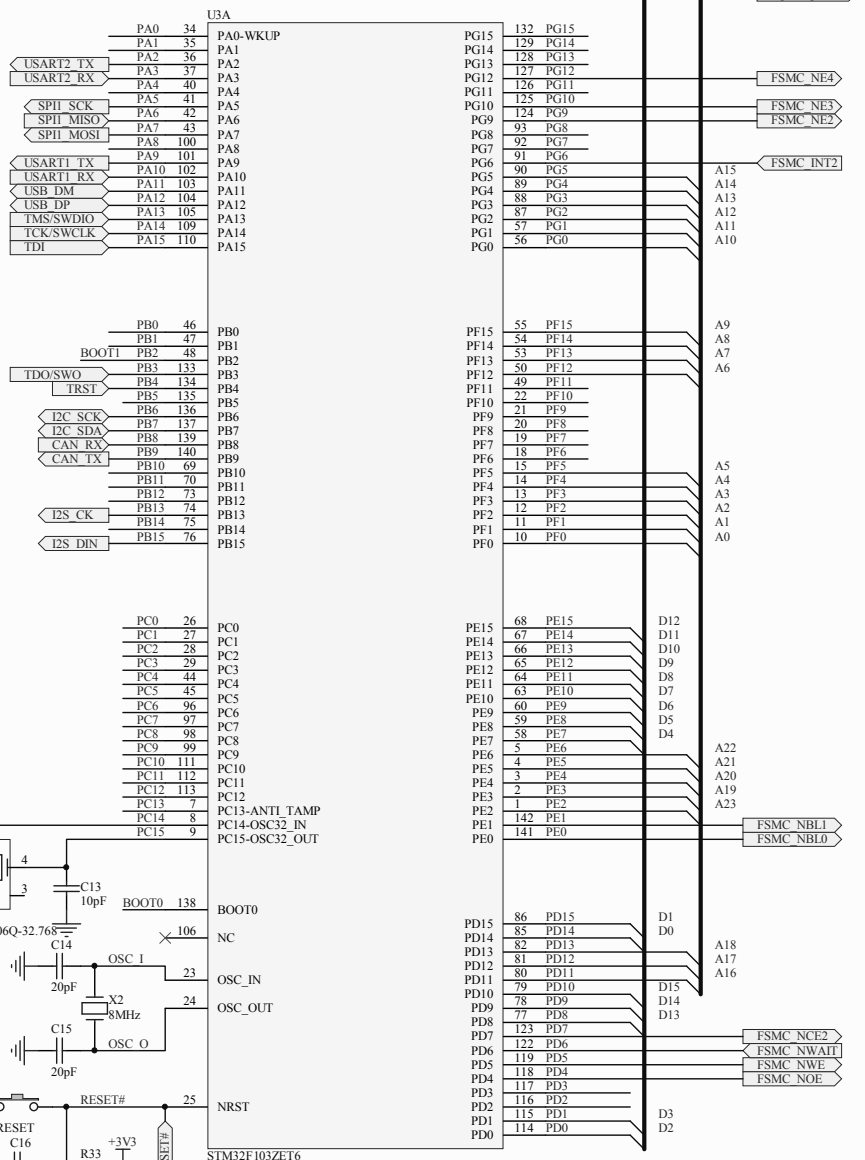 U3A
PA0 34 PA0-WKUP PG15 132 PG15
PA1 35 PA1 PG14 129 PG14
USART2_TX PA2 36 PA2 PG13 128 PG13
USART2_RX PA3 37 PA3 PG12 127 PG12 FSMC_NE4
PA4 40 PA4 PG11 126 PG11
SPI1_SCK PA5 41 PA5 PG10 125 PG10 FSMC_NE3
SPI1_MISO PA6 42 PA6 PG9 124 PG9 FSMC_NE2
SPI1_MOSI PA7 43 PA7 PG8 93 PG8
PA8 100 PA8 PG7 92 PG7
USART1_TX PA9 101 PA9 PG6 91 PG6 FSMC_INT2
USART1_RX PA10 102 PA10 PG5 90 PG5 A15
USB_DM PA11 103 PA11 PG4 89 PG4 A14
USB_DP PA12 104 PA12 PG3 88 PG3 A13
TMS/SWDIO PA13 105 PA13 PG2 87 PG2 A12
TCK/SWCLK PA14 109 PA14 PG1 57 PG1 A11
TDI PA15 110 PA15 PG0 56 PG0 A10
PB0 46 PB0 PF15 55 PF15 A9
PB1 47 PB1 PF14 54 PF14 A8
BOOT1 PB2 48 PB2 PF13 53 PF13 A7
TDO/SWO PB3 133 PB3 PF12 50 PF12 A6
TRST PB4 134 PB4 PF11 49 PF11
PB5 135 PB5 PF10 22 PF10
I2C_SCK PB6 136 PB6 PF9 21 PF9
I2C_SDA PB7 137 PB7 PF8 20 PF8
CAN_RX PB8 139 PB8 PF7 19 PF7
CAN_TX PB9 140 PB9 PF6 18 PF6
PB10 69 PB10 PF5 15 PF5 A5
PB11 70 PB11 PF4 14 PF4 A4
PB12 73 PB12 PF3 13 PF3 A3
I2S_CK PB13 74 PB13 PF2 12 PF2 A2
PB14 75 PB14 PF1 11 PF1 A1
I2S_DIN PB15 76 PB15 PF0 10 PF0 A0
PC0 26 PC0 PE15 68 PE15 D12
PC1 27 PC1 PE14 67 PE14 D11
PC2 28 PC2 PE13 66 PE13 D10
PC3 29 PC3 PE12 65 PE12 D9
PC4 44 PC4 PE11 64 PE11 D8
PC5 45 PC5 PE10 63 PE10 D7
PC6 96 PC6 PE9 60 PE9 D6
PC7 97 PC7 PE8 59 PE8 D5
PC8 98 PC8 PE7 58 PE7 D4
PC9 99 PC9 PE6 5 PE6 A22
PC10 111 PC10 PE5 4 PE5 A21
PC11 112 PC11 PE4 3 PE4 A20
PC12 113 PC12 PE3 2 PE3 A19
PC13 7 PC13-ANTI_TAMP PE2 1 PE2 A23
PC14 8 PC14-OSC32_IN PE1 142 PE1 FSMC_NBL1
PC15 9 PC15-OSC32_OUT PE0 141 PE0 FSMC_NBL0
4
3
C13
10pF
BOOT0 138 BOOT0
06Q-32.768
106 NC
C14
20pF
OSC_I 23 OSC_IN
X2
8MHz
24 OSC_OUT
C15
20pF
OSC_O
PD15 86 PD15 D1
PD14 85 PD14 D0
PD13 82 PD13 A18
PD12 81 PD12 A17
PD11 80 PD11 A16
PD10 79 PD10 D15
PD9 78 PD9 D14
PD8 77 PD8 D13
PD7 123 PD7 FSMC_NCE2
PD6 122 PD6 FSMC_NWAIT
PD5 119 PD5 FSMC_NWE
PD4 118 PD4 FSMC_NOE
PD3 117 PD3
PD2 116 PD2
PD1 115 PD1 D3
PD0 114 PD0 D2
RESET# 25 NRST
RESET
C16
R33
+3V3
SET#
STM32F103ZET6